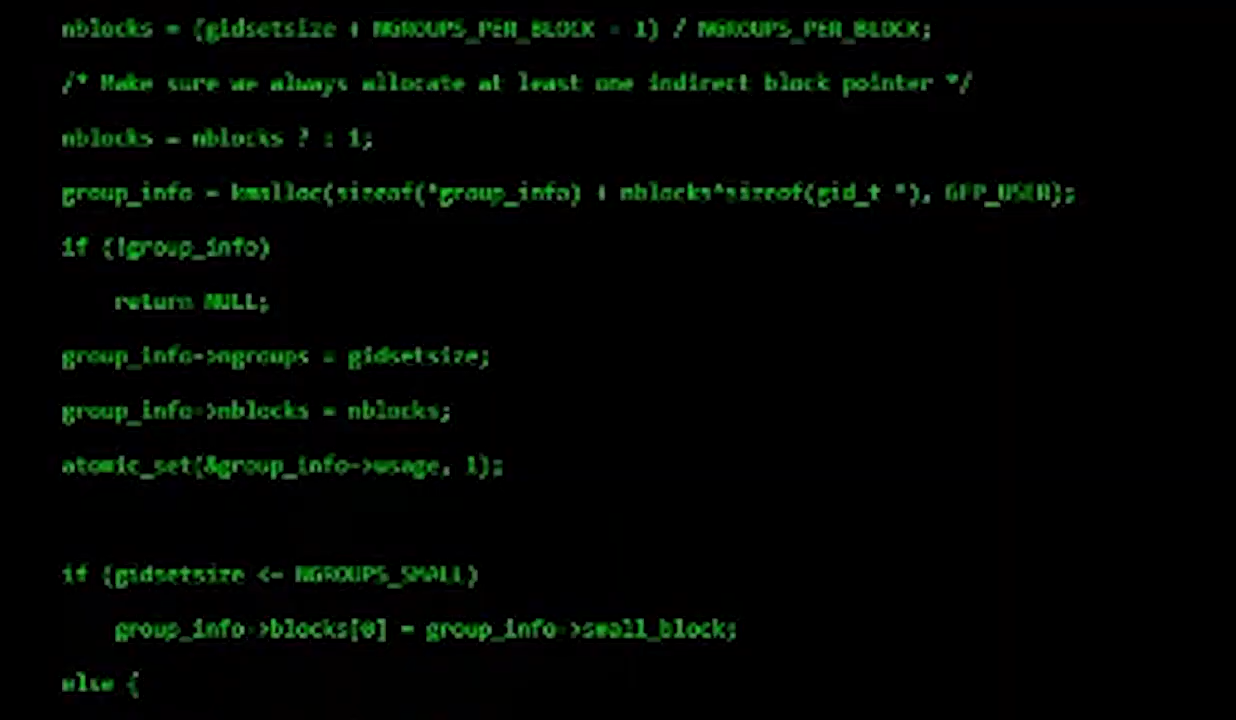 nblocks = (gidsetsize + NGROUPS_PER_BLOCK - 1) / NGROUPS_PER_BLOCK;
/* Make sure we always allocate at least one indirect block pointer */
nblocks = nblocks ? : 1;
group_info = kmalloc(sizeof(*group_info) + nblocks*sizeof(gid_t *), GFP_USER);
if (!group_info)
return NULL;
group_info->ngroups = gidsetsize;
group_info->nblocks = nblocks;
atomic_set(&group_info->usage, 1);
if (gidsetsize <= NGROUPS_SMALL)
group_info->blocks[0] = group_info->small_block;
else {